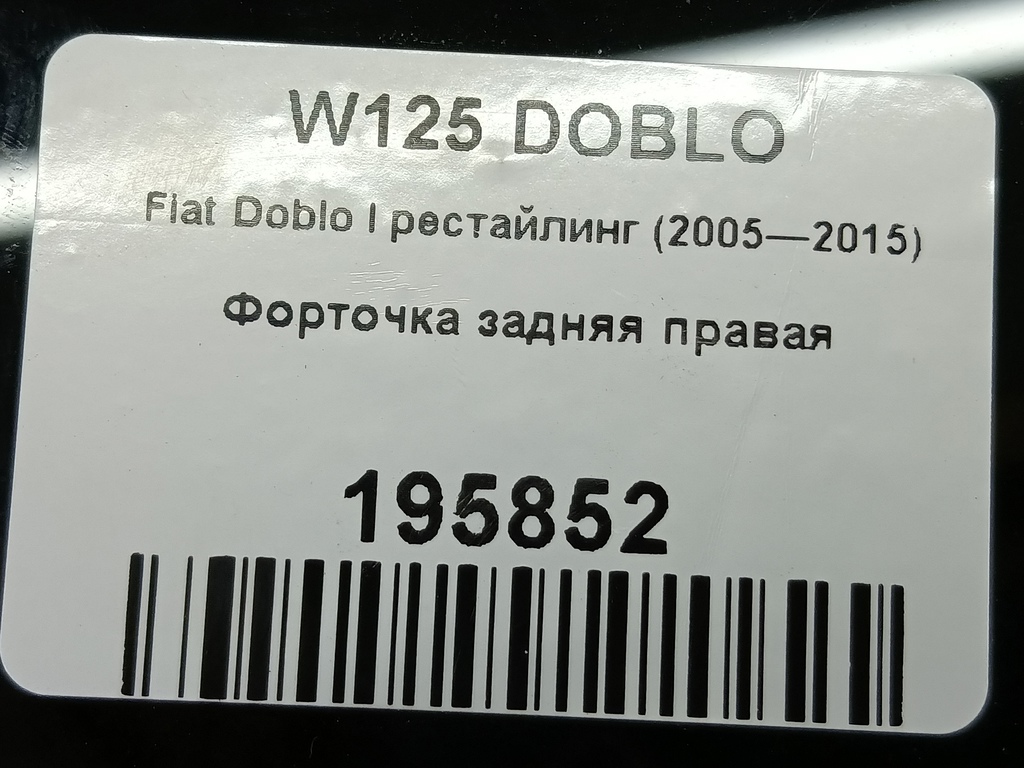 W125 DOBLO
Fiat Doblo I рестайлинг (2005—2015)
Форточка задняя правая
195852